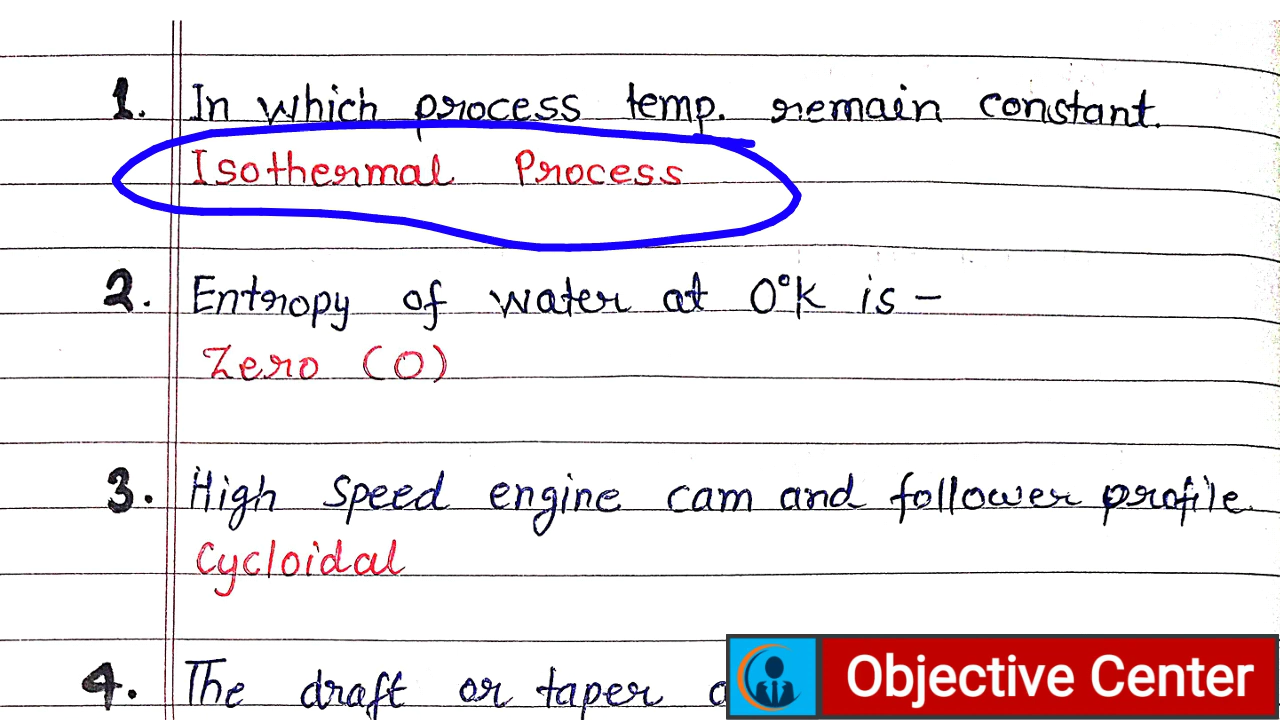 1. In which process temp. remain constant.
Isothermal Process
2. Entropy of water at 0°K is –
Zero (0)
3. High speed engine cam and follower profile.
Cycloidal
4. The draft or taper
Objective Center